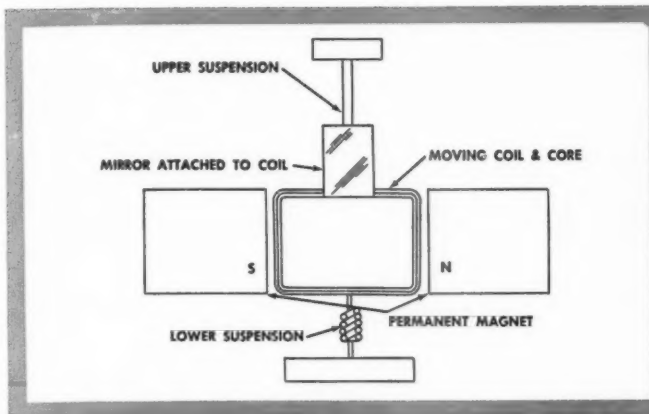 UPPER SUSPENSION
MIRROR ATTACHED TO COIL
MOVING COIL & CORE
S
N
PERMANENT MAGNET
LOWER SUSPENSION